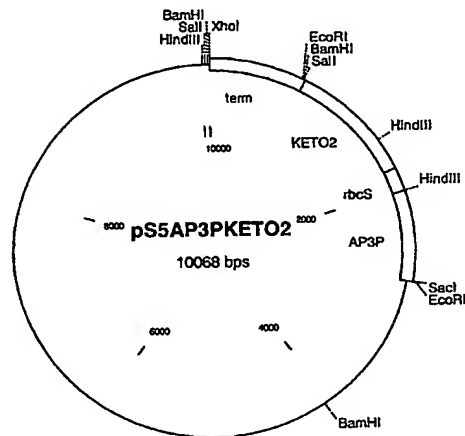 BamHI
SalI XhoI
HindIII
EcoRI
BamHI
SalI
term
10000
KETO2
HindIII
rbcS
HindIII
8000
pS5AP3PKETO2
2000
AP3P
10068 bps
SacI
EcoRI
6000
4000
BamHI